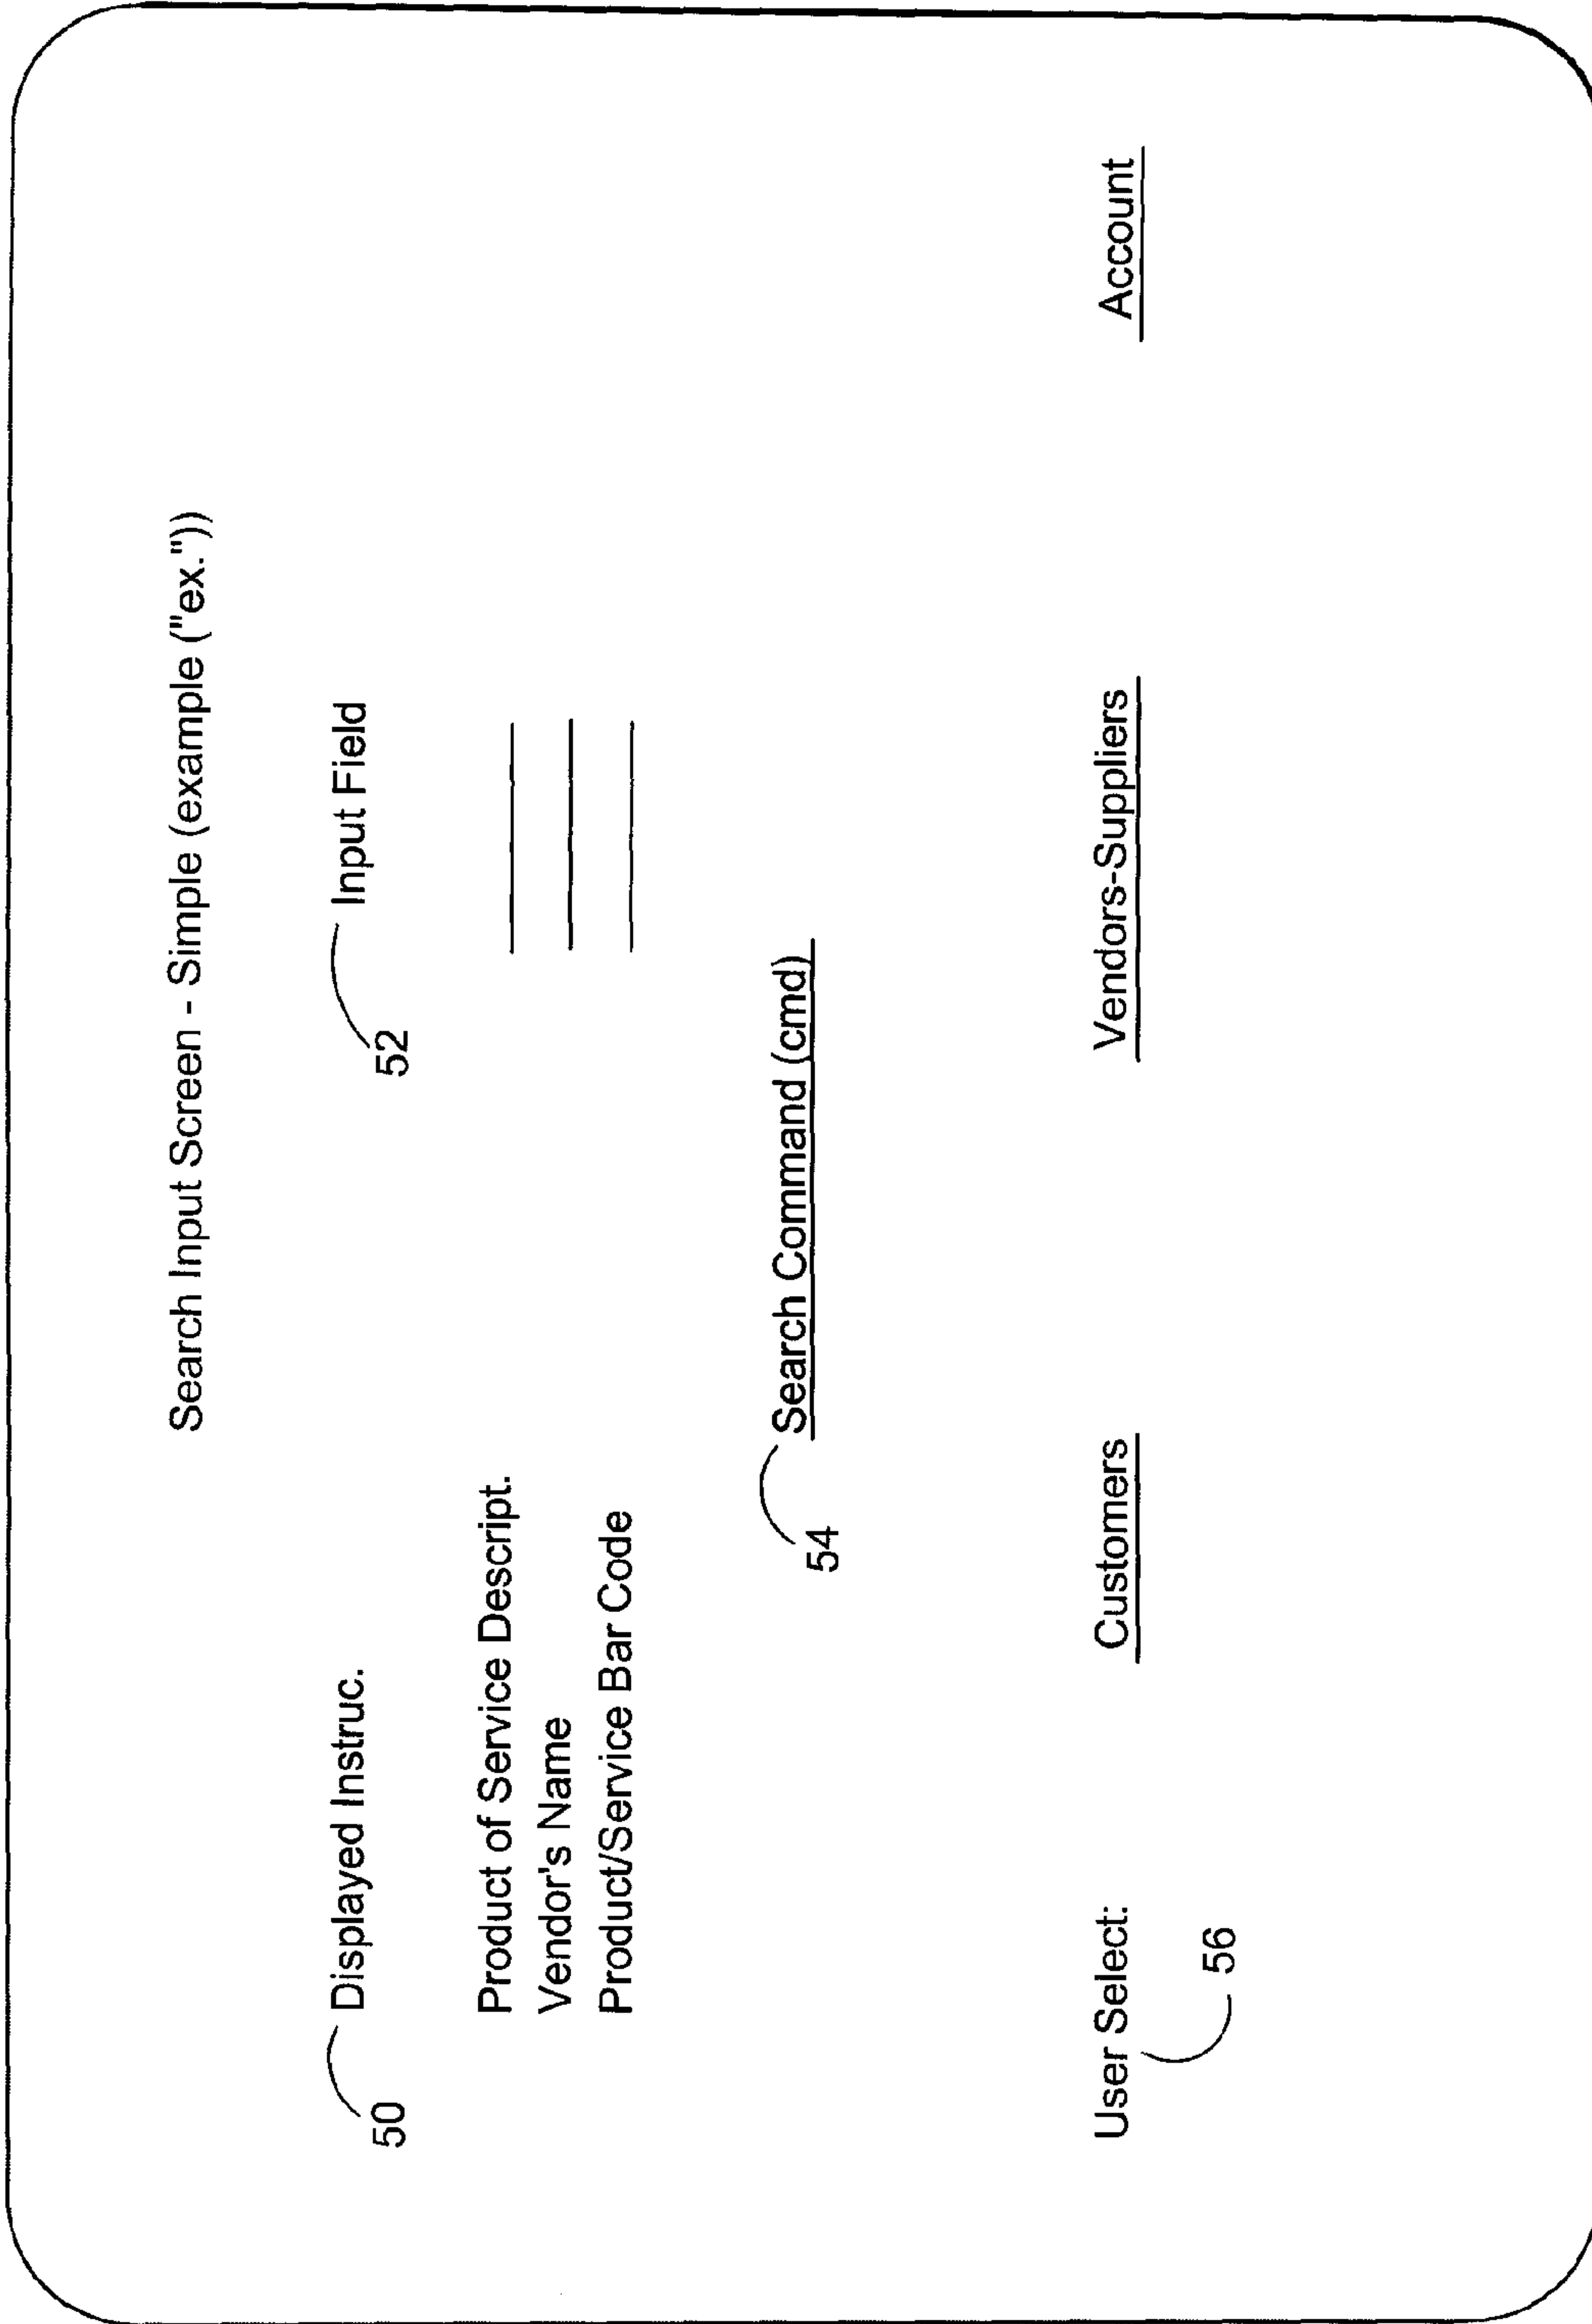 Search Input Screen - Simple (example ("ex."))
50 Displayed Instruc. 52 Input Field
Product of Service Descript.
Vendor's Name
Product/Service Bar Code
54 Search Command (cmd)
User Select: Customers Vendors-Suppliers Account
56